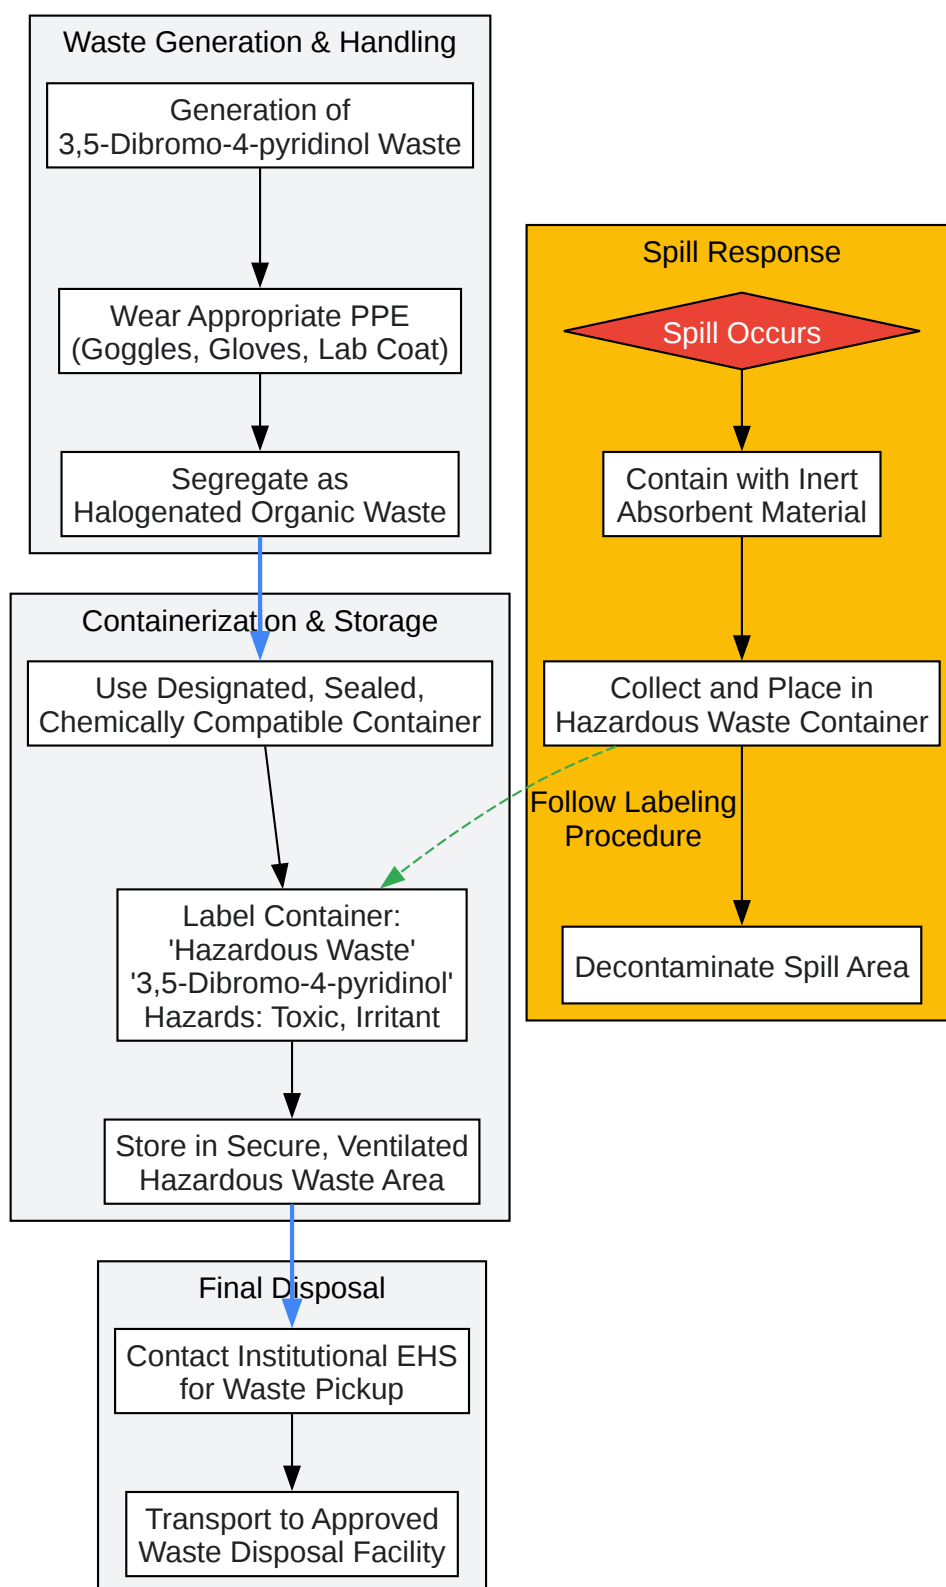 Waste Generation & Handling
Generation of
3,5-Dibromo-4-pyridinol Waste
Wear Appropriate PPE
(Goggles, Gloves, Lab Coat)
Segregate as
Halogenated Organic Waste
Containerization & Storage
Use Designated, Sealed,
Chemically Compatible Container
Label Container:
'Hazardous Waste'
'3,5-Dibromo-4-pyridinol'
Hazards: Toxic, Irritant
Store in Secure, Ventilated
Hazardous Waste Area
Final Disposal
Contact Institutional EHS
for Waste Pickup
Transport to Approved
Waste Disposal Facility
Spill Response
Spill Occurs
Contain with Inert
Absorbent Material
Collect and Place in
Hazardous Waste Container
Follow Labeling
Procedure
Decontaminate Spill Area